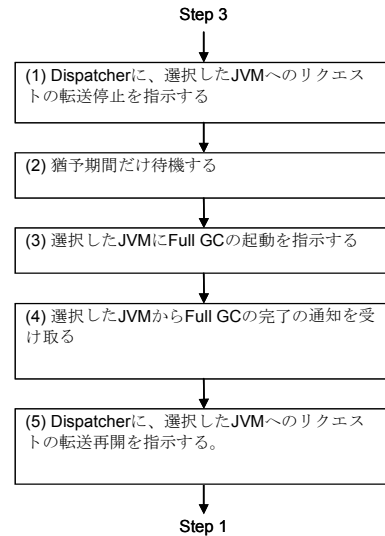 Step 3
(1) Dispatcherに、選択したJVMへのリクエス
トの転送停止を指示する
(2) 猶予期間だけ待機する
(3) 選択したJVMにFull GCの起動を指示する
(4) 選択したJVMからFull GCの完了の通知を受
け取る
(5) Dispatcherに、選択したJVMへのリクエス
トの転送再開を指示する。
Step 1